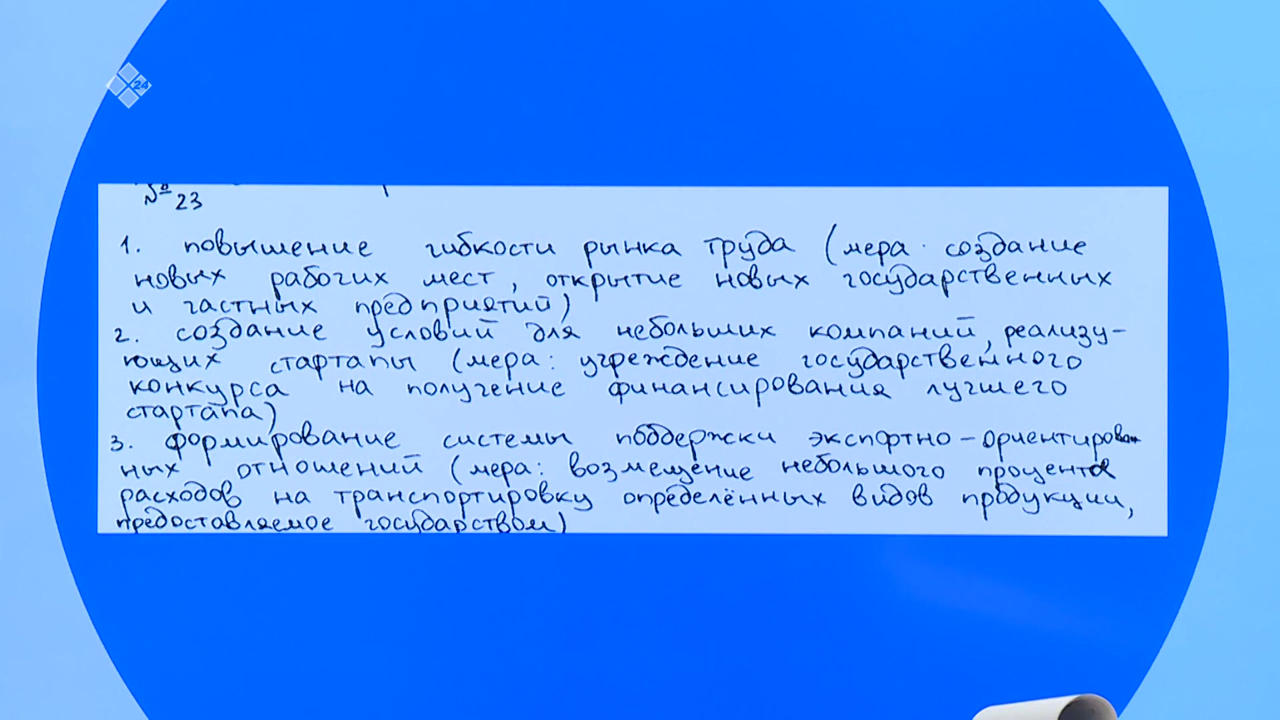 24
№ 23
1. повышение гибкости рынка труда (мера: создание
новых рабочих мест, открытие новых государственных
и частных предприятий)
2. создание условий для небольших компаний, реализу-
ющих стартапы (мера: учреждение государственного
конкурса на получение финансирования лучшего
стартапа)
3. формирование системы поддержки экспортно-ориентирован
ных отношений (мера: возмещение небольшого процента
расходов на транспортировку определённых видов продукции,
предоставляемое государством)